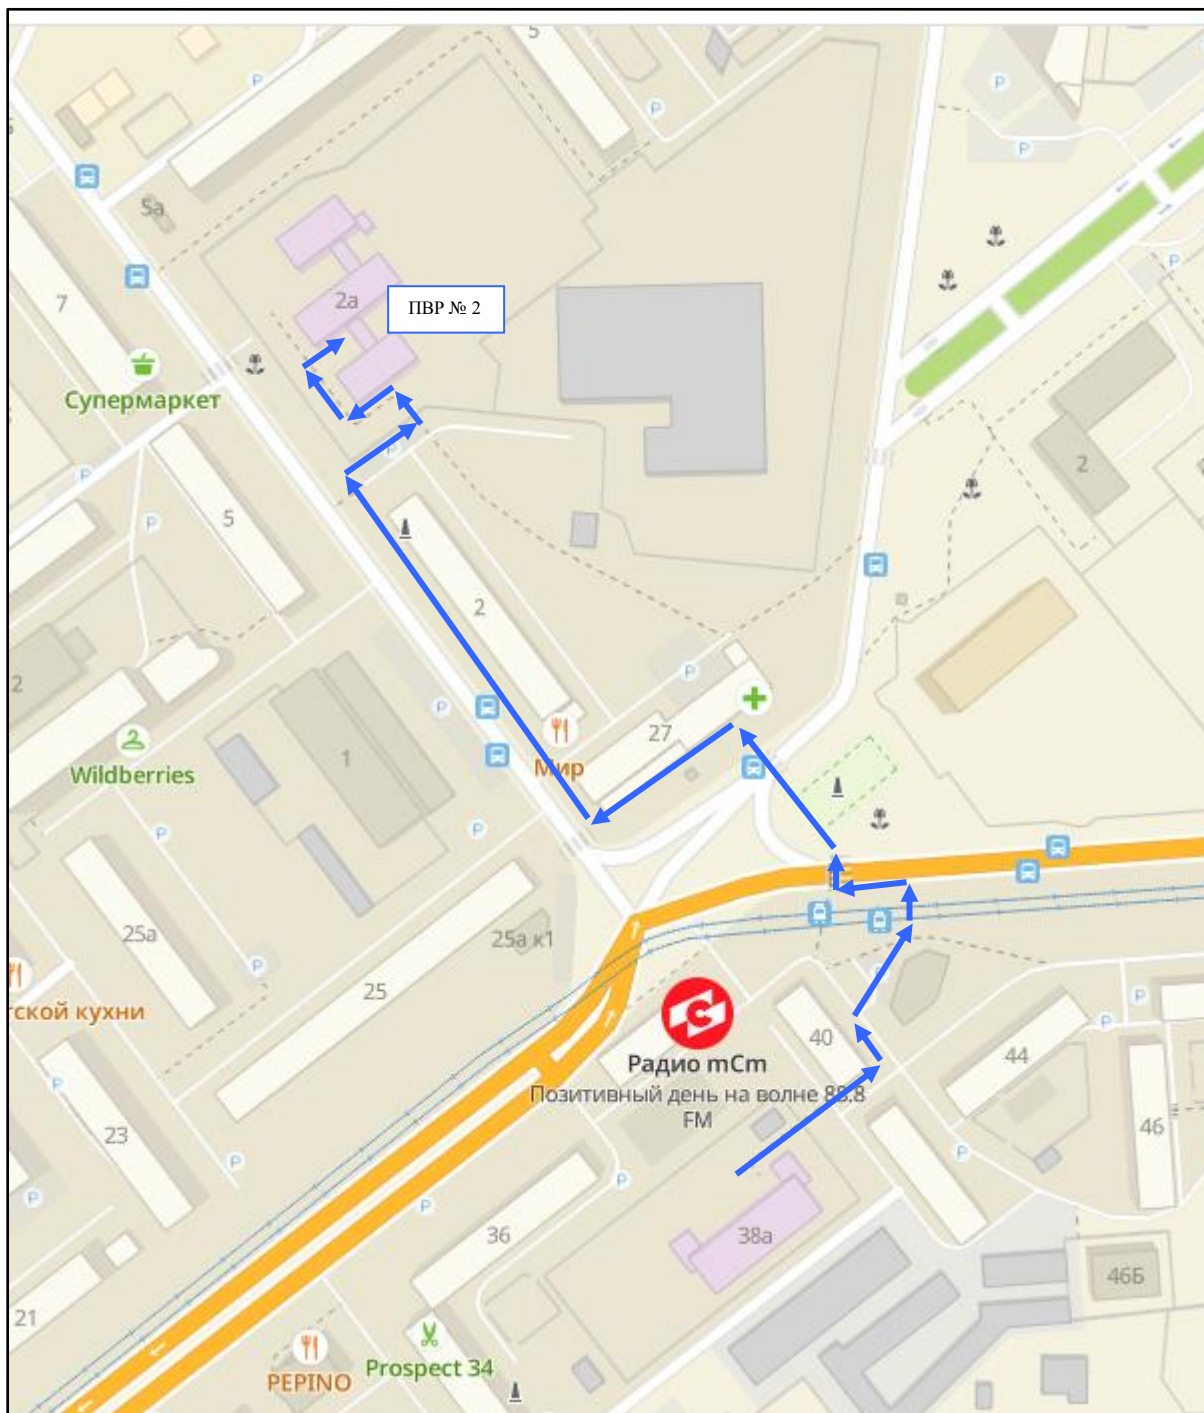 5
P
P
P
P
5а
P
7
2а
ПВР № 2
Супермаркет
P
P
2
5
P
2
P
2
P
27
Мир
Wildberries
1
P
P
25а
25а к1
P
25
P
тской кухни
P
40
P
44
Радио mCm
Позитивный день на волне 88.8
FM
P
23
46
P
P
P
P
P
36
38а
46Б
21
Prospect 34
PEPINO